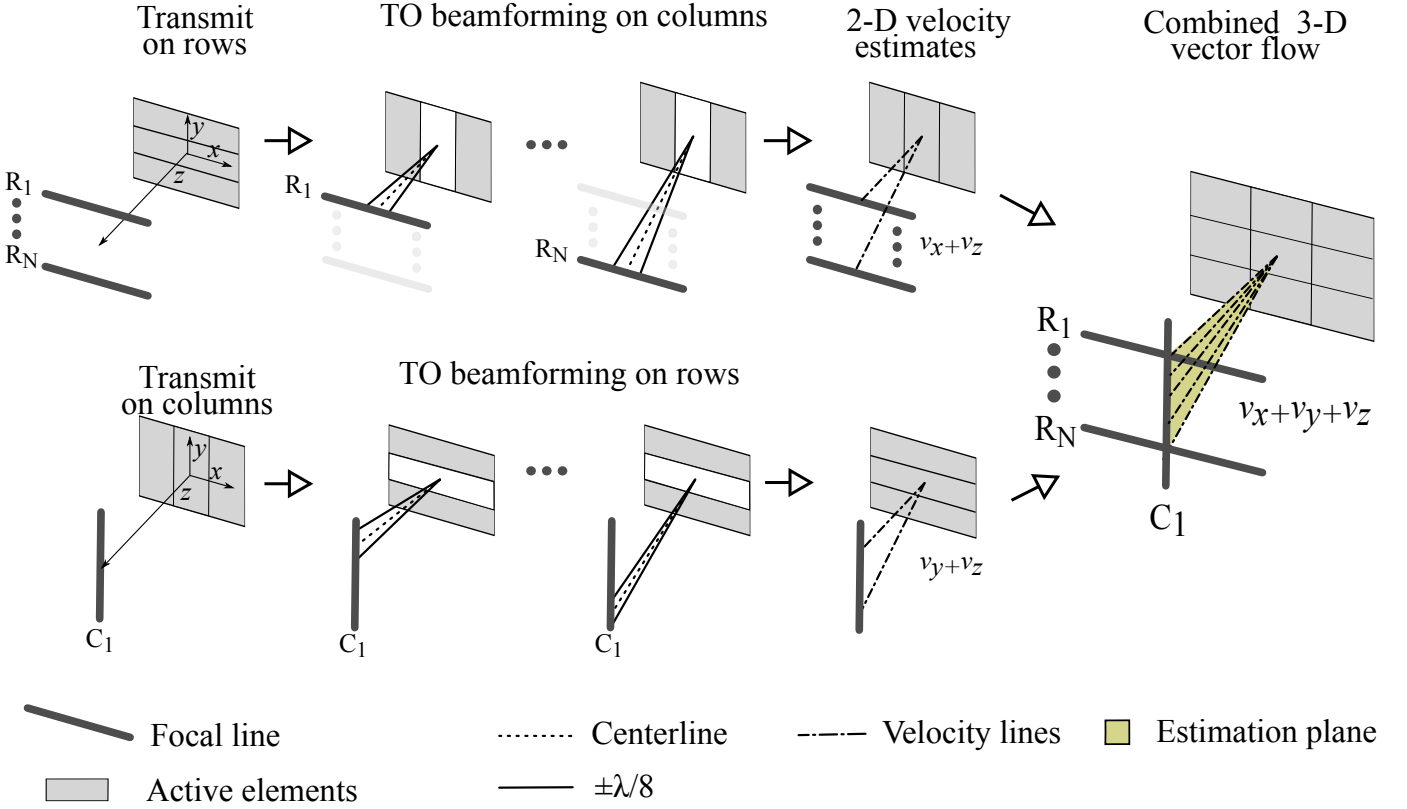 Transmit
on rows
TO beamforming on columns
2-D velocity
estimates
Combined 3-D
vector flow
y
x
z
R1
RN
R1
RN
vx+vz
R1
RN
C1
vx+vy+vz
Transmit
on columns
TO beamforming on rows
y
x
z
C1
C1
C1
vy+vz
Focal line
Centerline
Velocity lines
Estimation plane
Active elements
±λ/8